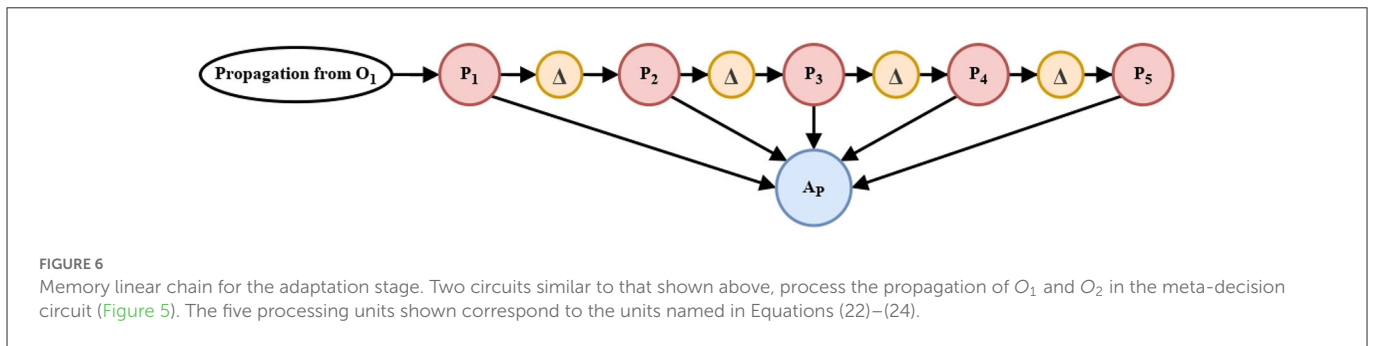 Propagation from O₁ P₁ Δ P₂ Δ P₃ Δ P₄ Δ P₅
A_P
FIGURE 6
Memory linear chain for the adaptation stage. Two circuits similar to that shown above, process the propagation of O₁ and O₂ in the meta-decision
circuit (Figure 5). The five processing units shown correspond to the units named in Equations (22)–(24).